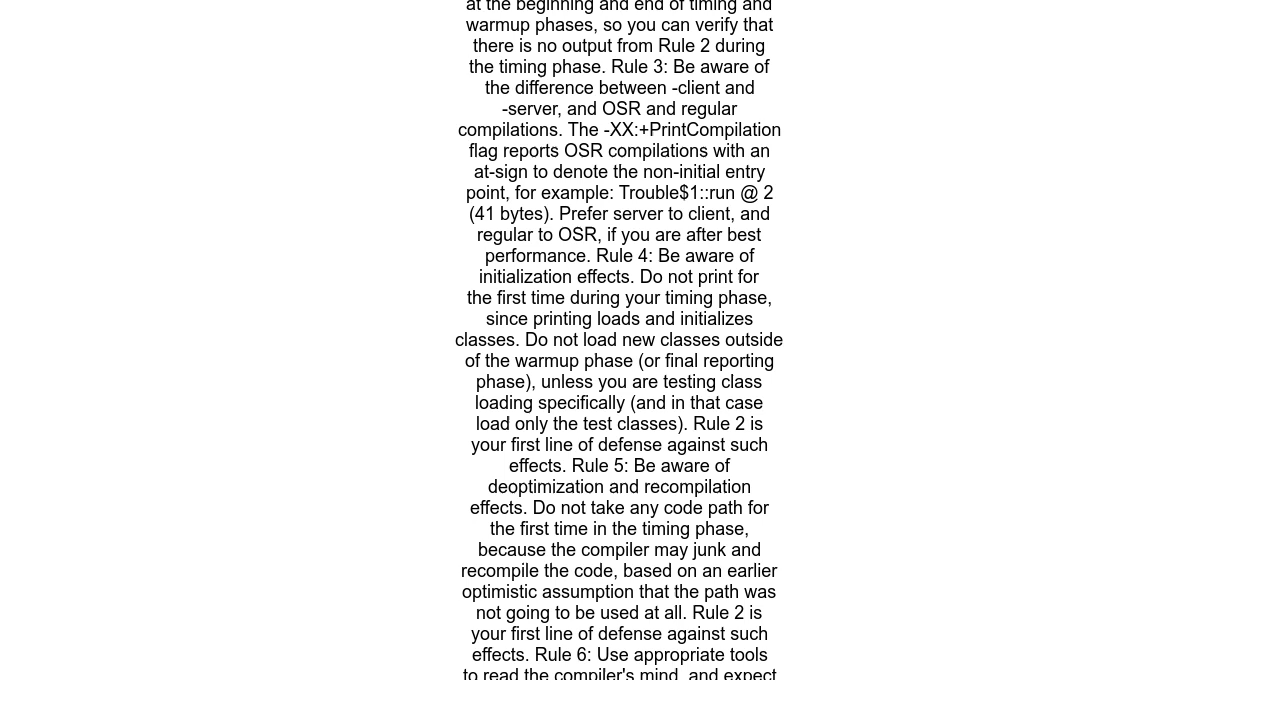 at the beginning and end of timing and
warmup phases, so you can verify that
there is no output from Rule 2 during
the timing phase. Rule 3: Be aware of
the difference between -client and
-server, and OSR and regular
compilations. The -XX:+PrintCompilation
flag reports OSR compilations with an
at-sign to denote the non-initial entry
point, for example: Trouble$1::run @ 2
(41 bytes). Prefer server to client, and
regular to OSR, if you are after best
performance. Rule 4: Be aware of
initialization effects. Do not print for
the first time during your timing phase,
since printing loads and initializes
classes. Do not load new classes outside
of the warmup phase (or final reporting
phase), unless you are testing class
loading specifically (and in that case
load only the test classes). Rule 2 is
your first line of defense against such
effects. Rule 5: Be aware of
deoptimization and recompilation
effects. Do not take any code path for
the first time in the timing phase,
because the compiler may junk and
recompile the code, based on an earlier
optimistic assumption that the path was
not going to be used at all. Rule 2 is
your first line of defense against such
effects. Rule 6: Use appropriate tools
to read the compiler's mind, and expect